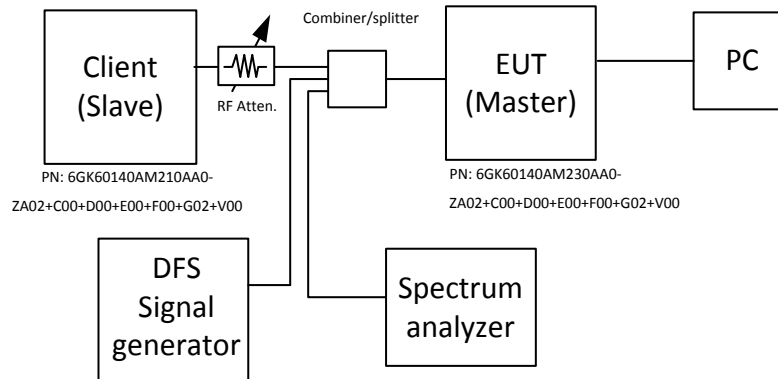 Combiner/splitter
Client
(Slave)
RF Atten.
EUT
(Master)
PC
PN: 6GK60140AM210AA0-
ZA02+C00+D00+E00+F00+G02+V00
PN: 6GK60140AM230AA0-
ZA02+C00+D00+E00+F00+G02+V00
DFS
Signal
generator
Spectrum
analyzer